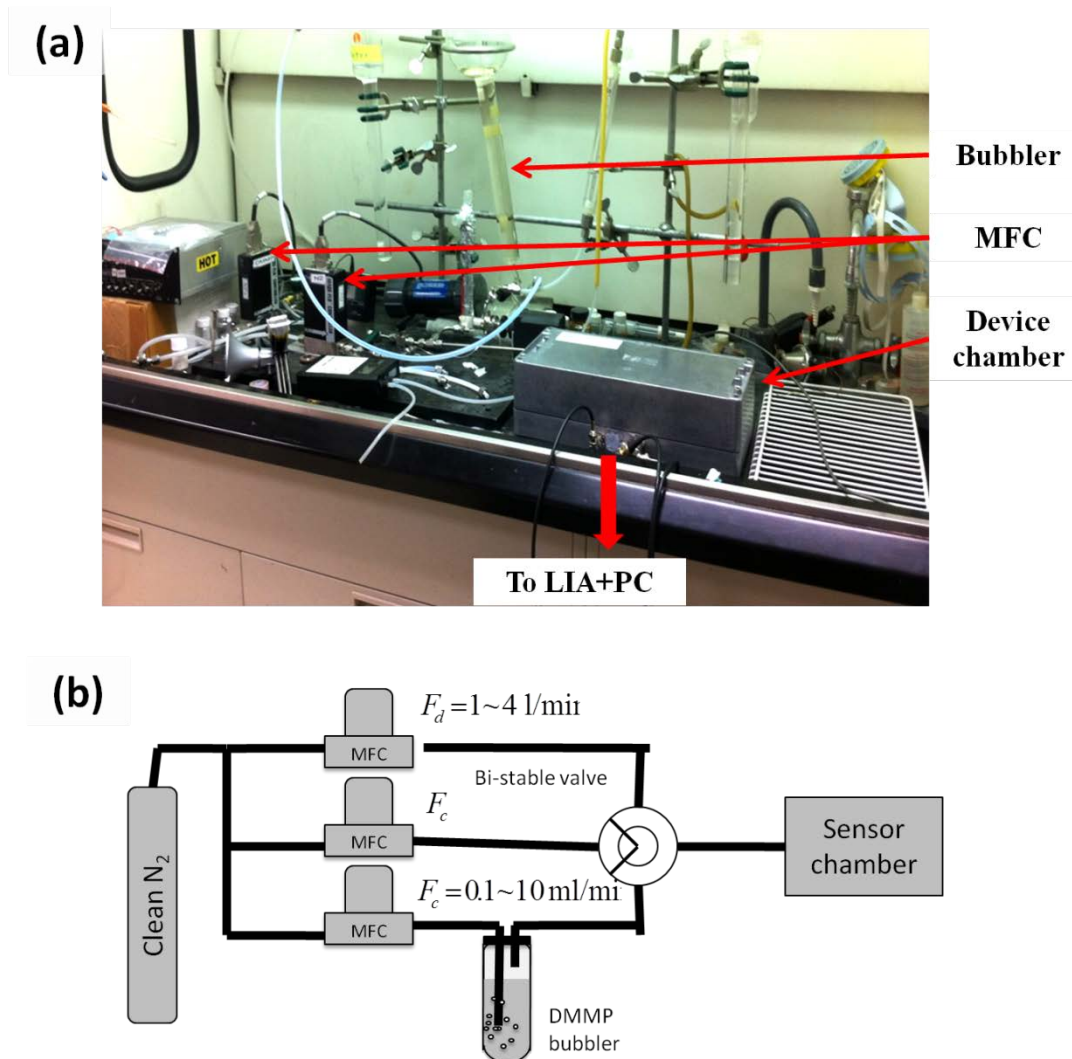 (a)
HOT
Bubbler
MFC
Device
chamber
To LIA+PC
(b)
F_d = 1~4 l/min
MFC
Bi-stable valve
F_c
MFC
Clean N₂
Sensor
chamber
F_c = 0.1~10 ml/mi
MFC
DMMP
bubbler